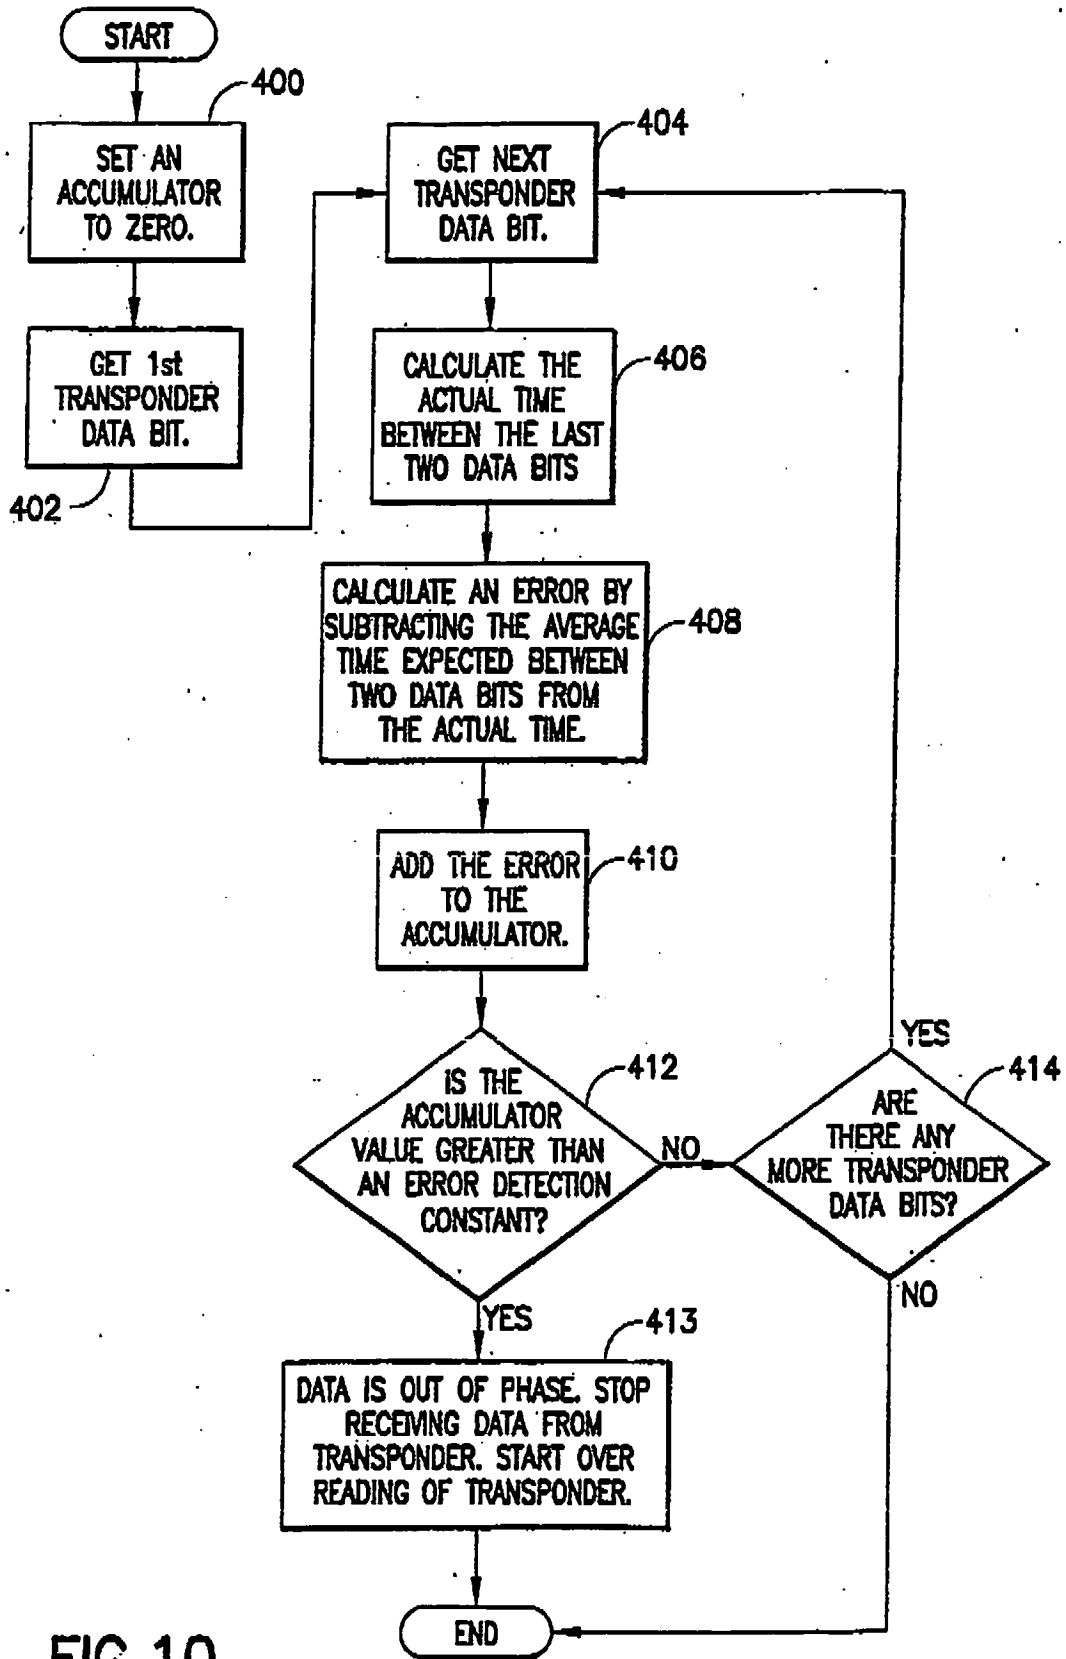 START
400
SET AN
ACCUMULATOR
TO ZERO.
GET 1st
TRANSPONDER
DATA BIT.
402
404
GET NEXT
TRANSPONDER
DATA BIT.
406
CALCULATE THE
ACTUAL TIME
BETWEEN THE LAST
TWO DATA BITS
408
CALCULATE AN ERROR BY
SUBTRACTING THE AVERAGE
TIME EXPECTED BETWEEN
TWO DATA BITS FROM
THE ACTUAL TIME.
410
ADD THE ERROR
TO THE
ACCUMULATOR.
412
IS THE
ACCUMULATOR
VALUE GREATER THAN
AN ERROR DETECTION
CONSTANT?
NO
YES
414
ARE
THERE ANY
MORE TRANSPONDER
DATA BITS?
NO
YES
413
DATA IS OUT OF PHASE. STOP
RECEIVING DATA FROM
TRANSPONDER. START OVER
READING OF TRANSPONDER.
END
FIG. 10